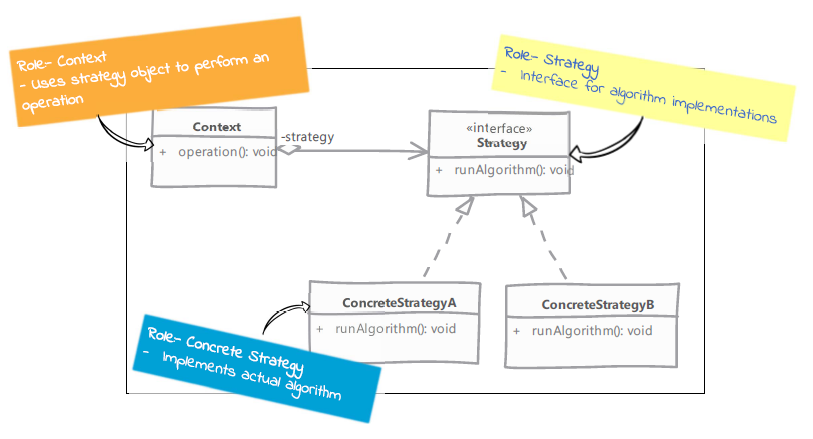 Role- Context
- Uses strategy object to perform an
operation
Role- Strategy
- Interface for algorithm implementations
Context
+ operation(): void
-strategy
«interface»
Strategy
+ runAlgorithm(): void
ConcreteStrategyA
+ runAlgorithm(): void
ConcreteStrategyB
+ runAlgorithm(): void
Role- Concrete Strategy
- Implements actual algorithm